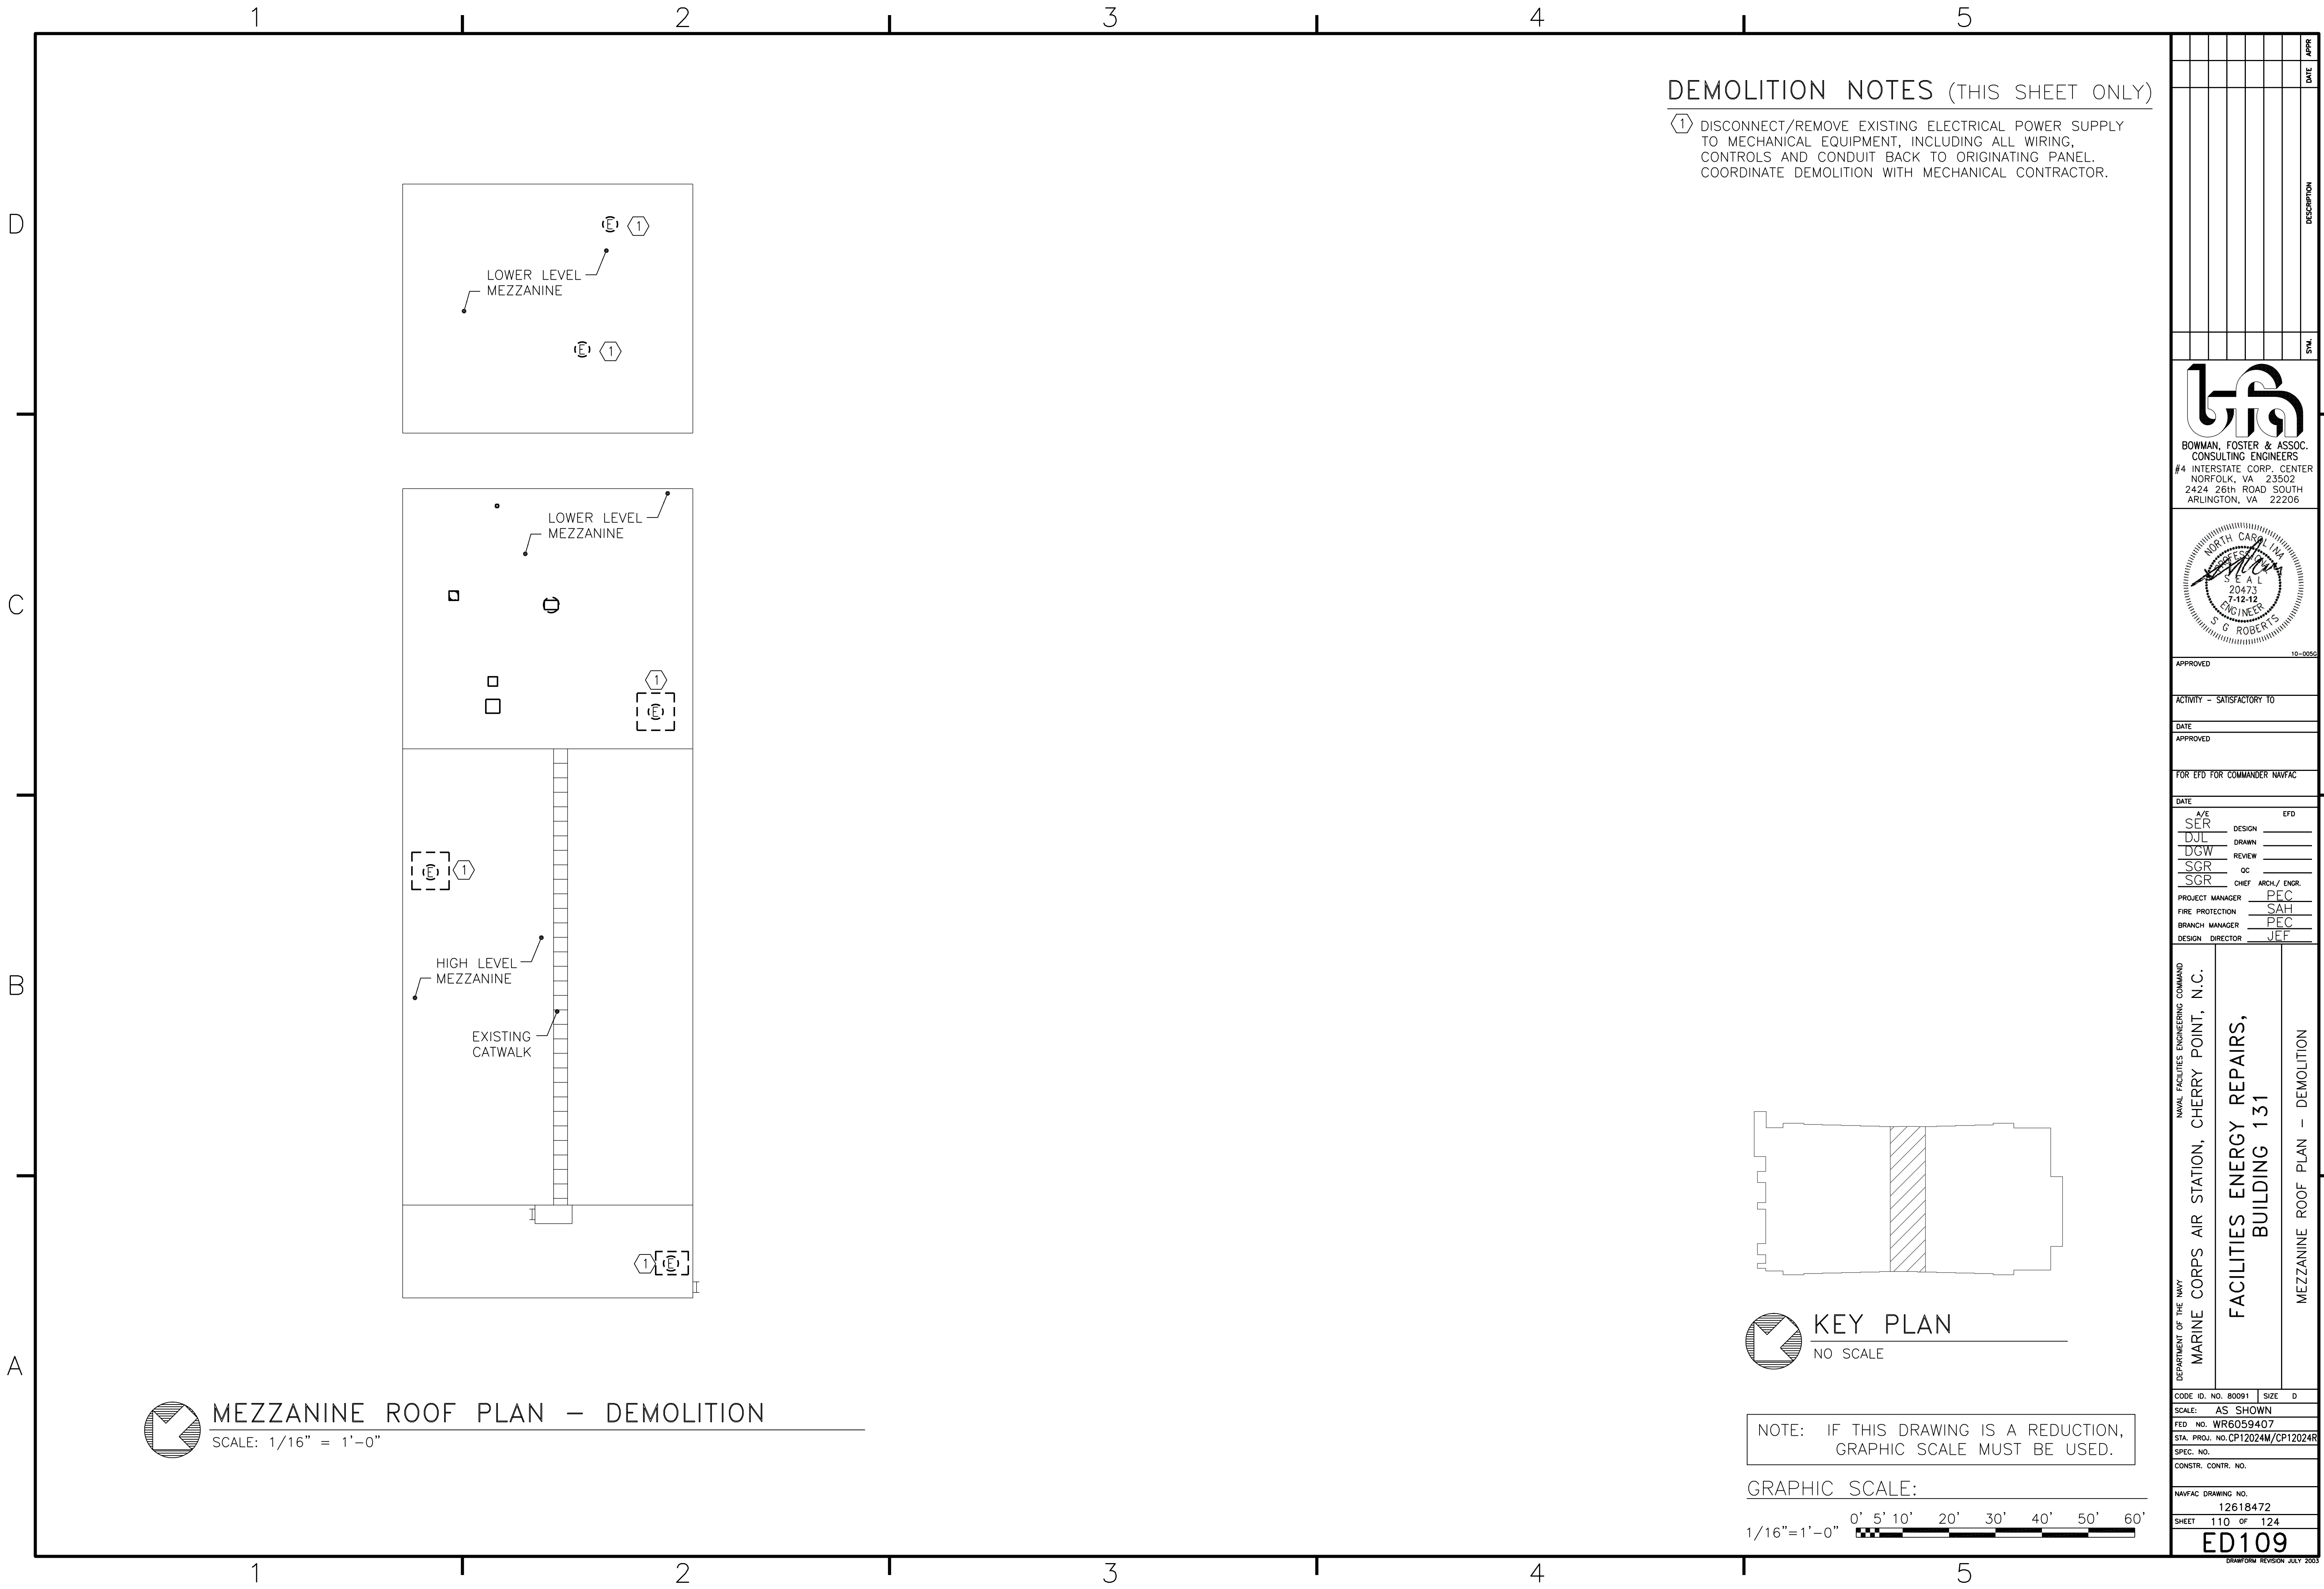 1 2 3 4 5
DEMOLITION NOTES (THIS SHEET ONLY)
1 DISCONNECT/REMOVE EXISTING ELECTRICAL POWER SUPPLY
TO MECHANICAL EQUIPMENT, INCLUDING ALL WIRING,
CONTROLS AND CONDUIT BACK TO ORIGINATING PANEL.
COORDINATE DEMOLITION WITH MECHANICAL CONTRACTOR.
D
E 1
LOWER LEVEL
MEZZANINE
E 1
LOWER LEVEL
MEZZANINE
C
1
E
E 1
HIGH LEVEL
MEZZANINE
B
EXISTING
CATWALK
1 E
A
MEZZANINE ROOF PLAN - DEMOLITION
SCALE: 1/16" = 1'-0"
KEY PLAN
NO SCALE
NOTE: IF THIS DRAWING IS A REDUCTION,
GRAPHIC SCALE MUST BE USED.
GRAPHIC SCALE:
1/16"=1'-0" 0' 5' 10' 20' 30' 40' 50' 60'
1 2 3 4 5
SYM. DESCRIPTION DATE APPR
bfa
BOWMAN, FOSTER & ASSOC.
CONSULTING ENGINEERS
#4 INTERSTATE CORP. CENTER
NORFOLK, VA 23502
2424 26th ROAD SOUTH
ARLINGTON, VA 22206
NORTH CAROLINA
PROFESSIONAL
SEAL
20473
7-12-12
ENGINEER
S G ROBERTS
10-005G
APPROVED
ACTIVITY - SATISFACTORY TO
DATE
APPROVED
FOR EFD FOR COMMANDER NAVFAC
DATE
A/E EFD
SER DESIGN
DJL DRAWN
DGW REVIEW
SGR QC
SGR CHIEF ARCH./ ENGR.
PROJECT MANAGER PEC
FIRE PROTECTION SAH
BRANCH MANAGER PEC
DESIGN DIRECTOR JEF
DEPARTMENT OF THE NAVY NAVAL FACILITIES ENGINEERING COMMAND
MARINE CORPS AIR STATION, CHERRY POINT, N.C.
FACILITIES ENERGY REPAIRS,
BUILDING 131
MEZZANINE ROOF PLAN - DEMOLITION
CODE ID. NO. 80091 SIZE D
SCALE: AS SHOWN
FED NO. WR6059407
STA. PROJ. NO. CP12024M/CP12024R
SPEC. NO.
CONSTR. CONTR. NO.
NAVFAC DRAWING NO.
12618472
SHEET 110 OF 124
ED109
DRAWFORM REVISION JULY 2003